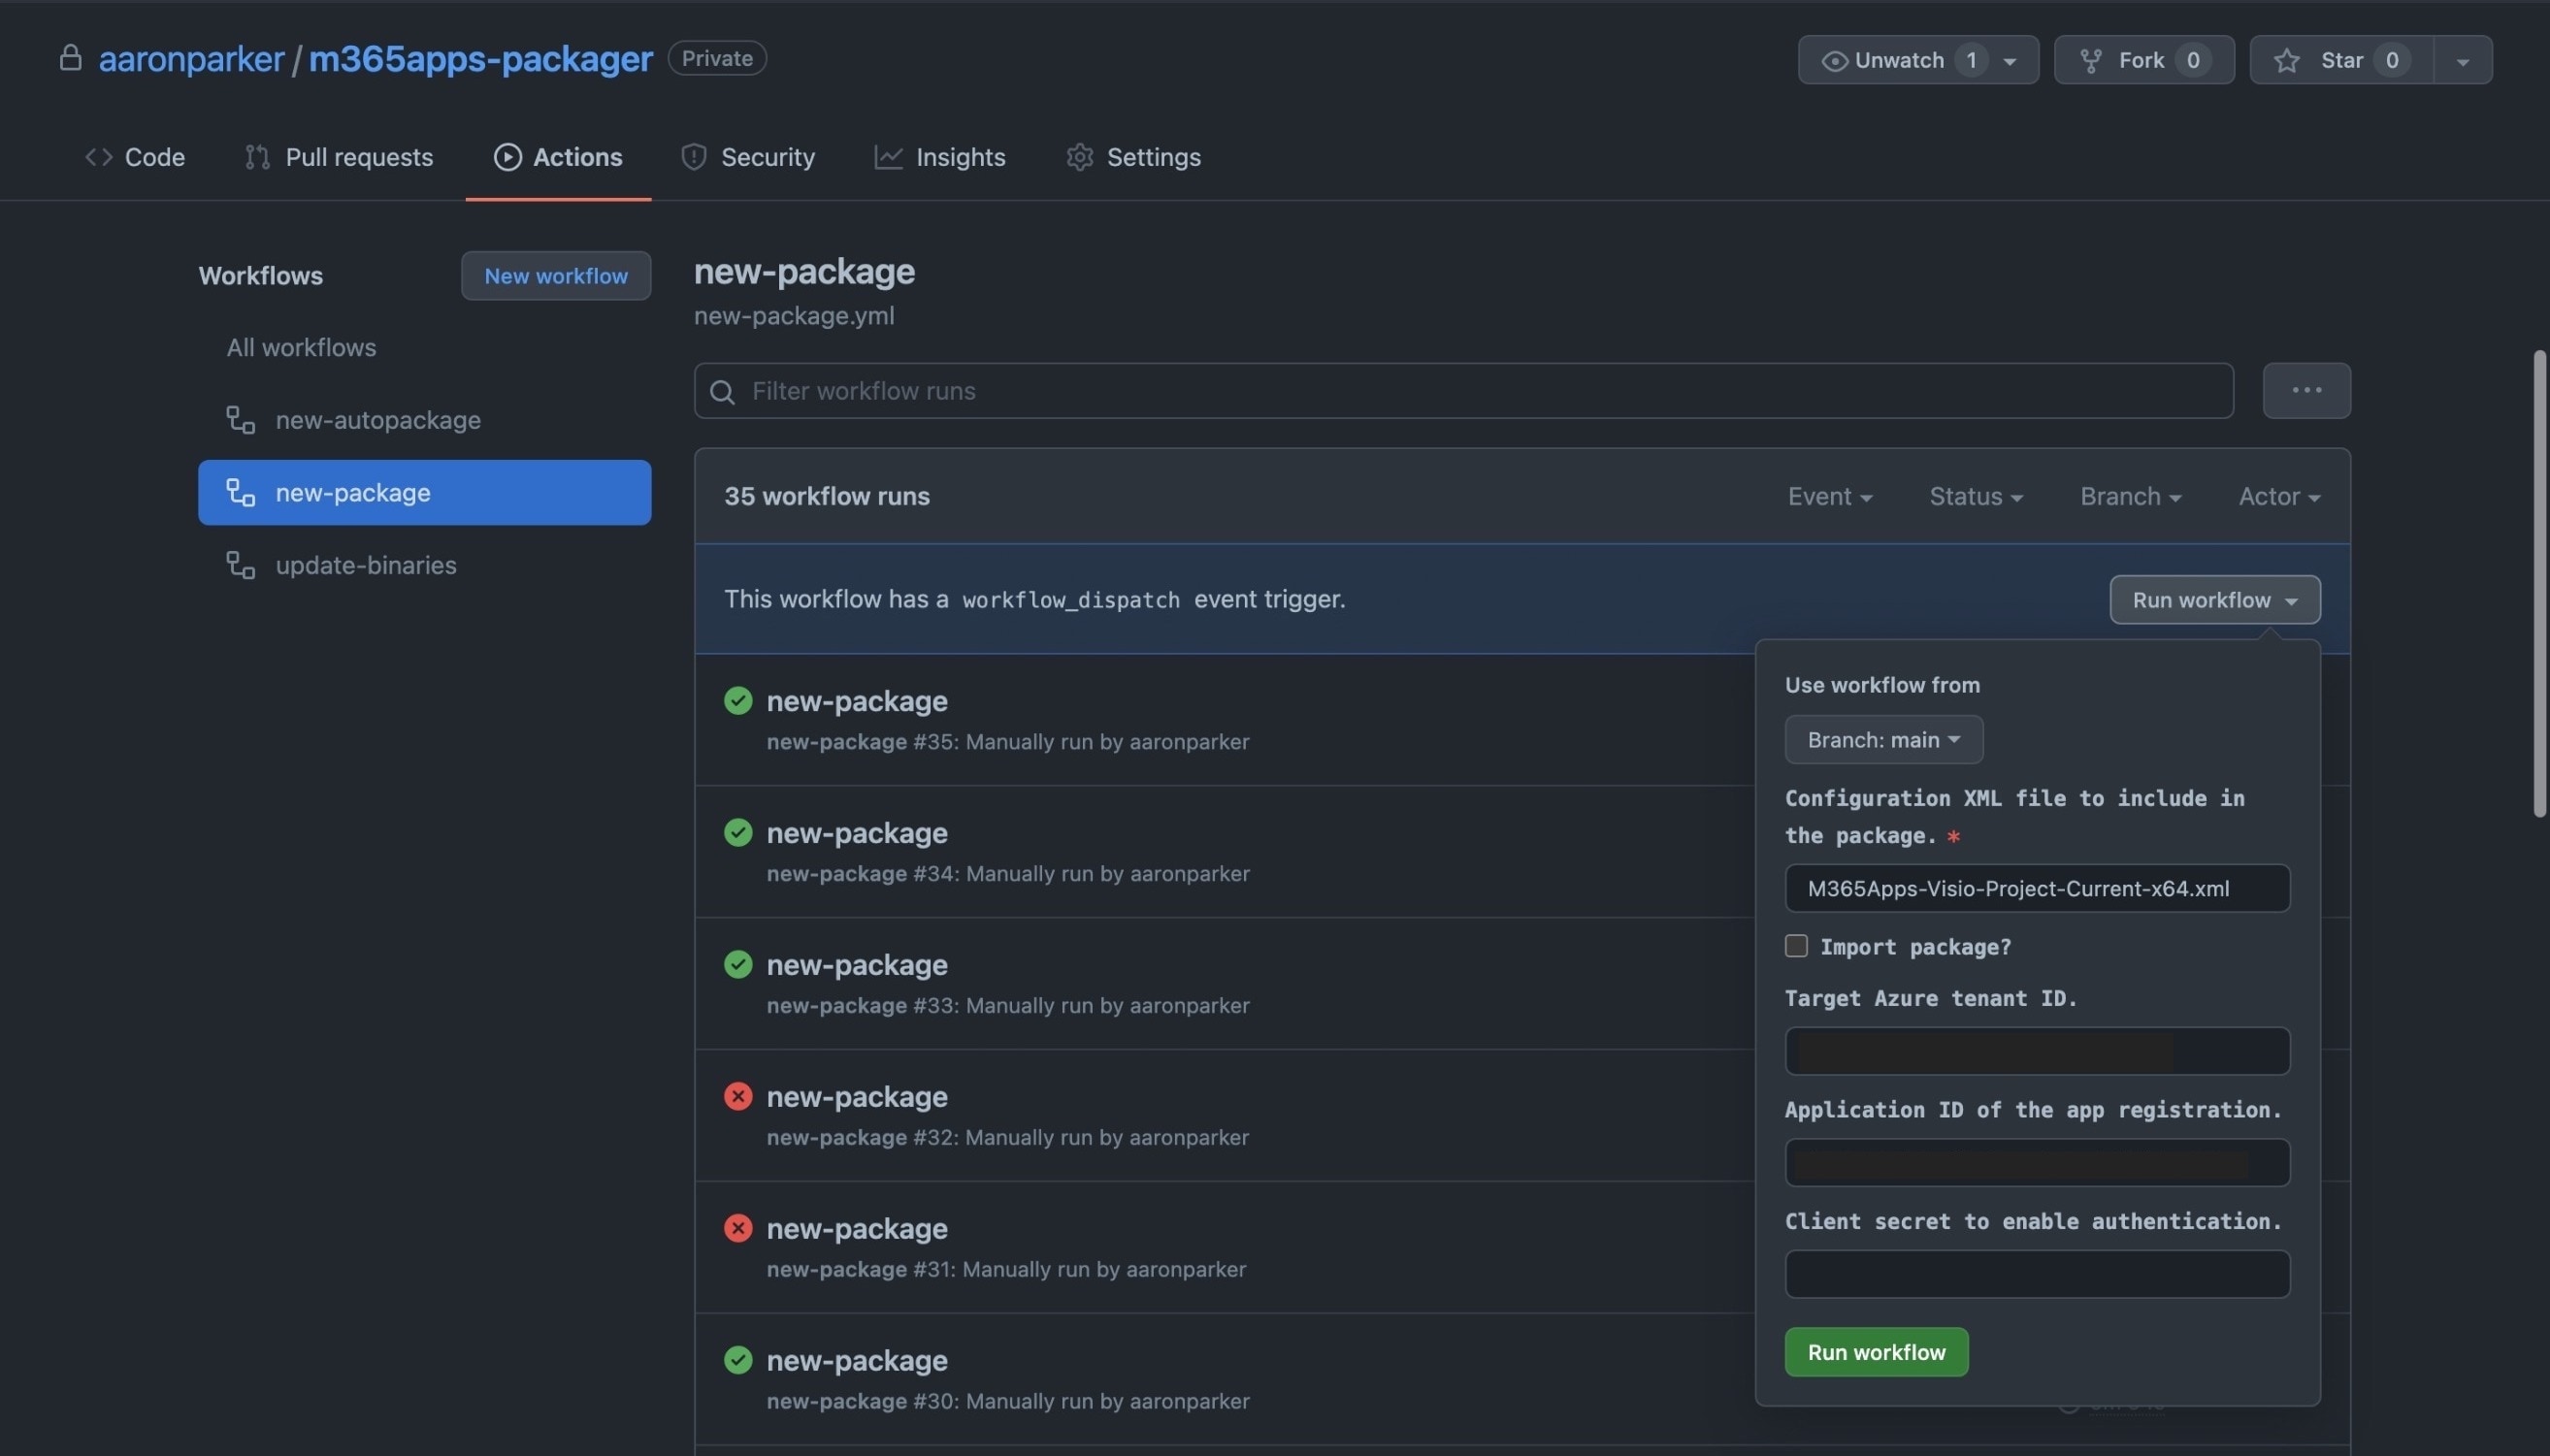 aaronparker / m365apps-packager Private
Unwatch 1 Fork 0 Star 0
Code Pull requests Actions Security Insights Settings
Workflows
New workflow
All workflows
new-autopackage
new-package
update-binaries
new-package
new-package.yml
Filter workflow runs
35 workflow runs
Event Status Branch Actor
This workflow has a workflow_dispatch event trigger.
Run workflow
new-package
new-package #35: Manually run by aaronparker
new-package
new-package #34: Manually run by aaronparker
new-package
new-package #33: Manually run by aaronparker
new-package
new-package #32: Manually run by aaronparker
new-package
new-package #31: Manually run by aaronparker
new-package
new-package #30: Manually run by aaronparker
Use workflow from
Branch: main
Configuration XML file to include in
the package. *
M365Apps-Visio-Project-Current-x64.xml
Import package?
Target Azure tenant ID.
Application ID of the app registration.
Client secret to enable authentication.
Run workflow